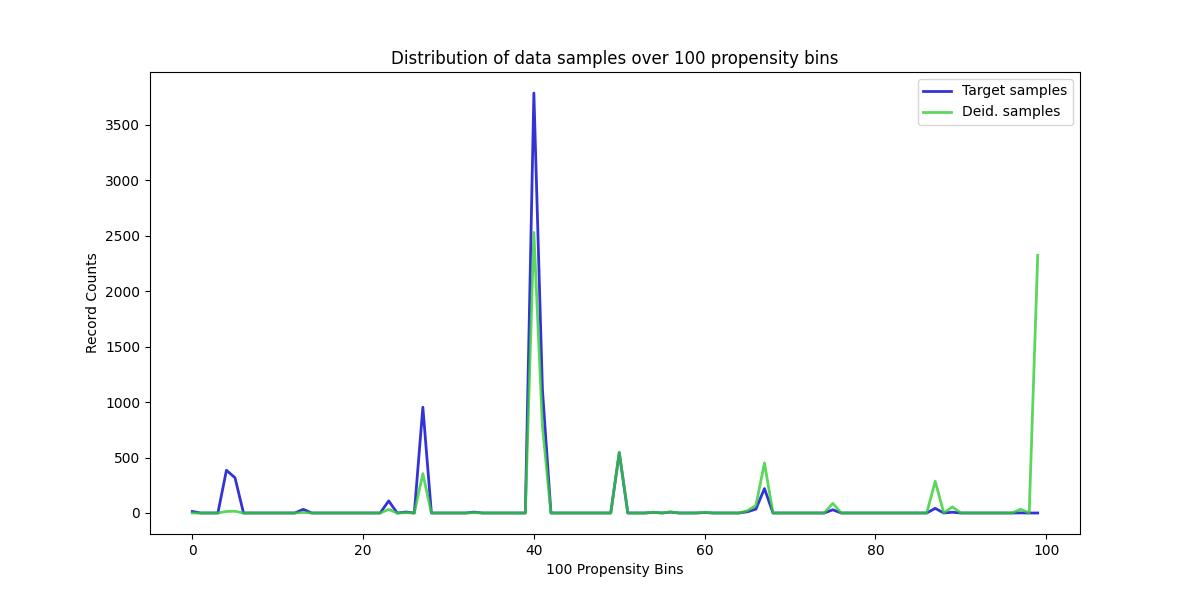 Distribution of data samples over 100 propensity bins
Target samples
Deid. samples
3500
3000
2500
2000
1500
1000
500
0
Record Counts
0 20 40 60 80 100
100 Propensity Bins